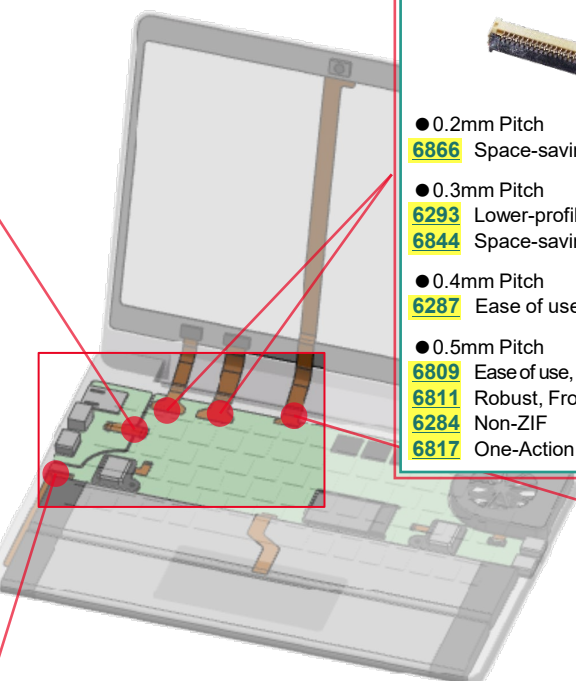 ●0.2mm Pitch
6866 Space-savin
●0.3mm Pitch
6293 Lower-profil
6844 Space-savin
●0.4mm Pitch
6287 Ease of use
●0.5mm Pitch
6809 Ease of use,
6811 Robust, Fro
6284 Non-ZIF
6817 One-Action